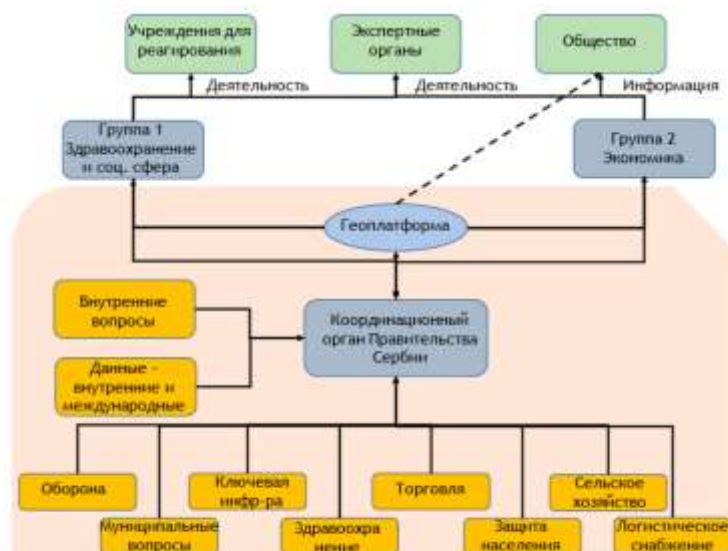 Учреждения для
реагирования
Экспертные
органы
Общество
Деятельность
Деятельность
Информация
Группа 1
Здравоохранение
и соц. сфера
Группа 2
Экономика
Геоплатформа
Внутренние
вопросы
Координационный
орган Правительства
Сербии
Данные –
внутренние и
международные
Оборона
Ключевая
инфр-ра
Торговля
Сельское
хозяйство
Муниципальные
вопросы
Здравоохра
нение
Защита
населения
Логистическое
снабжение